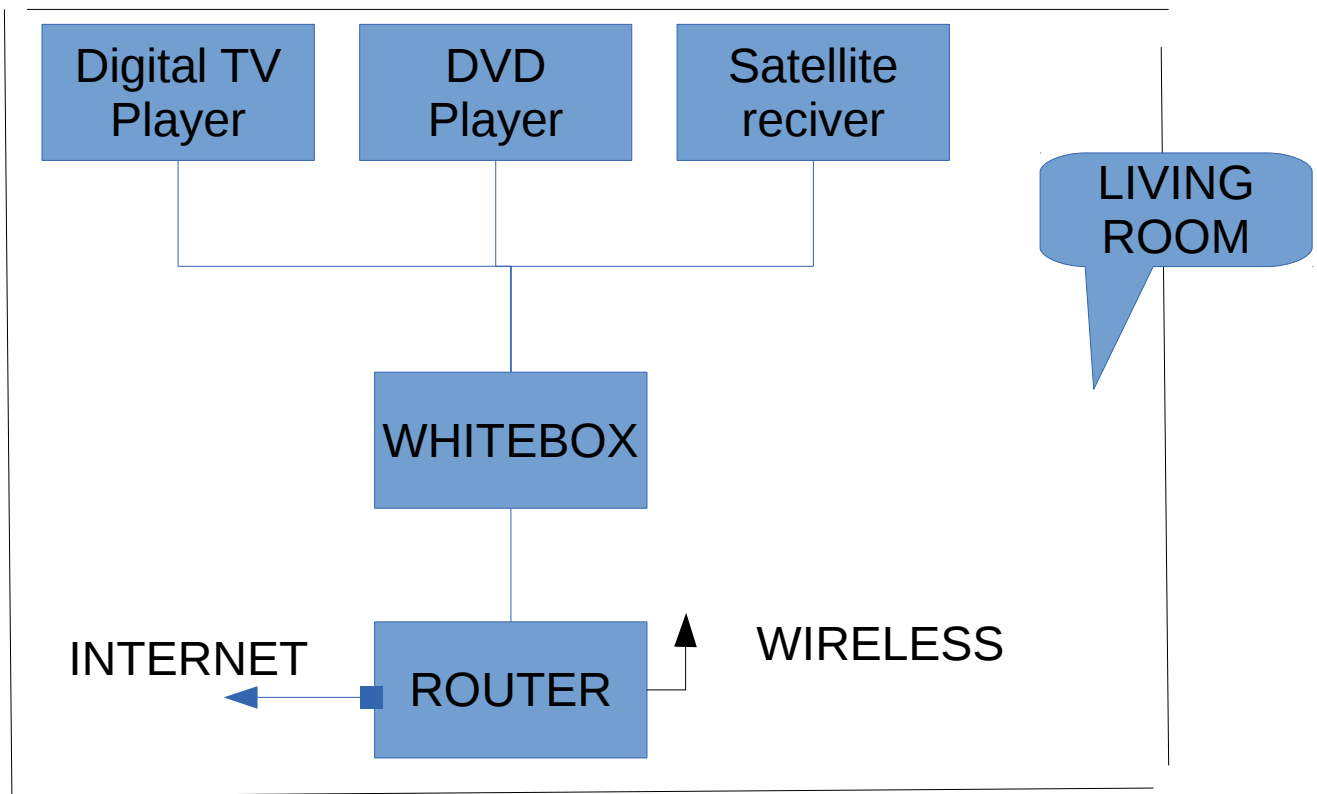 Digital TV
Player
DVD
Player
Satellite
reciver
LIVING
ROOM
WHITEBOX
INTERNET
ROUTER
WIRELESS